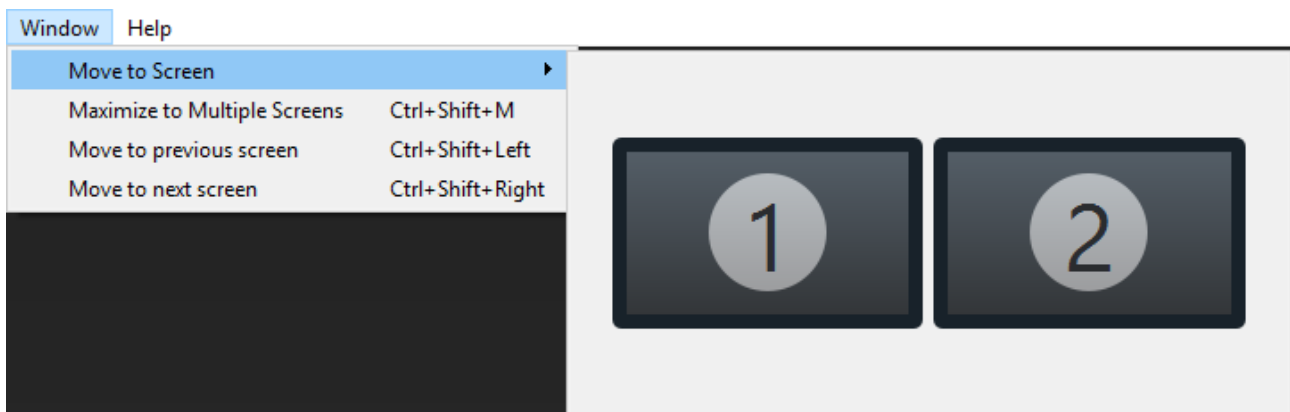 Window Help
Move to Screen
Maximize to Multiple Screens Ctrl+Shift+M
Move to previous screen Ctrl+Shift+Left
Move to next screen Ctrl+Shift+Right
1 2